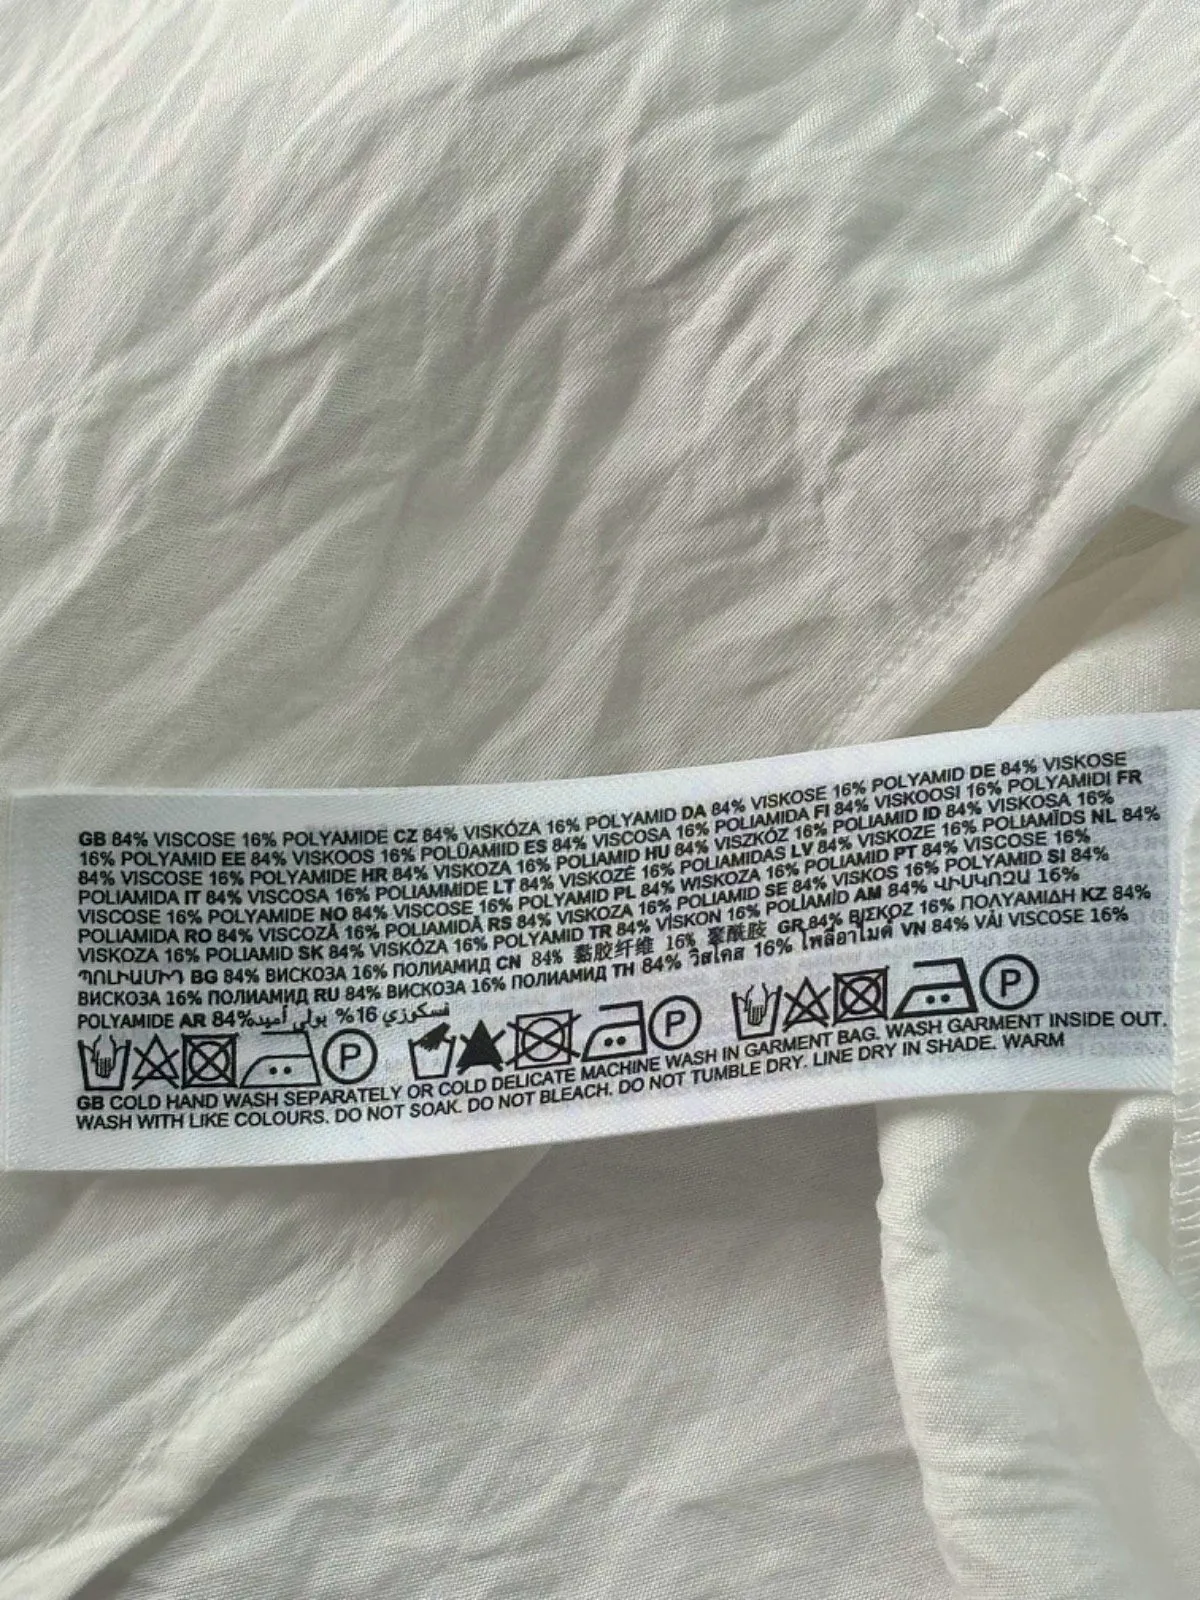 GB 84% VISCOSE 16% POLYAMIDE CZ 84% VISKÓZA 16% POLYAMID DA 84% VISKOSE 16% POLYAMID DE 84% VISKOSE
16% POLYAMID EE 84% VISKOOS 16% POLÜAMIID ES 84% VISCOSA 16% POLIAMIDA FI 84% VISKOOSI 16% POLYAMIDI FR
84% VISCOSE 16% POLYAMIDE HR 84% VISKOZA 16% POLIAMID HU 84% VISZKÓZ 16% POLIAMID ID 84% VISKOSA 16%
POLIAMIDA IT 84% VISCOSA 16% POLIAMMIDE LT 84% VISKOZĖ 16% POLIAMIDAS LV 84% VISKOZE 16% POLIAMĪDS NL 84%
VISCOSE 16% POLYAMIDE NO 84% VISCOSE 16% POLYAMID PL 84% WISKOZA 16% POLIAMID PT 84% VISCOSE 16%
POLIAMIDA RO 84% VISCOZĂ 16% POLIAMIDĂ RS 84% VISKOZA 16% POLIAMID SE 84% VISKOS 16% POLYAMID SI 84%
VISKOZA 16% POLIAMID SK 84% VISKÓZA 16% POLYAMID TR 84% VİSKON 16% POLİAMİD AM 84% ՎԻՍԿՈԶԱ 16%
ՊՈԼԻԱՄԻԴ BG 84% ВИСКОЗА 16% ПОЛИАМИД CN 84% 黏胶纤维 16% 聚酰胺 GR 84% ΒΙΣΚΟΖ 16% ΠΟΛΥΑΜΙΔΗ KZ 84%
ВИСКОЗА 16% ПОЛИАМИД RU 84% ВИСКОЗА 16% ПОЛИАМИД TH 84% วิสโคส 16% โพลีอาไมด์ VN 84% VẢI VISCOSE 16%
POLYAMIDE AR 84% فسكوزي 16% بولي أميد
P P P
GB COLD HAND WASH SEPARATELY OR COLD DELICATE MACHINE WASH IN GARMENT BAG. WASH GARMENT INSIDE OUT.
WASH WITH LIKE COLOURS. DO NOT SOAK. DO NOT BLEACH. DO NOT TUMBLE DRY. LINE DRY IN SHADE. WARM